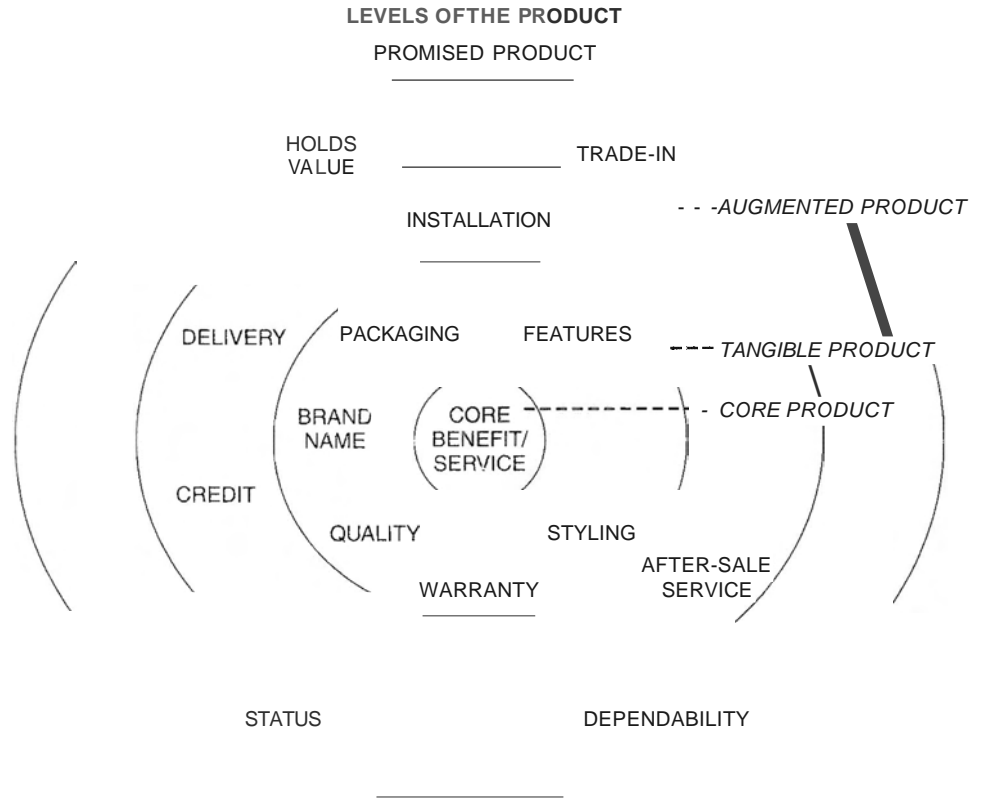 LEVELS OFTHE PRODUCT
PROMISED PRODUCT
HOLDS
VALUE
TRADE-IN
- - -AUGMENTED PRODUCT
INSTALLATION
DELIVERY
PACKAGING
FEATURES
---- TANGIBLE PRODUCT
BRAND
NAME
CORE
BENEFIT/
SERVICE
- CORE PRODUCT
CREDIT
QUALITY
STYLING
AFTER-SALE
SERVICE
WARRANTY
STATUS
DEPENDABILITY